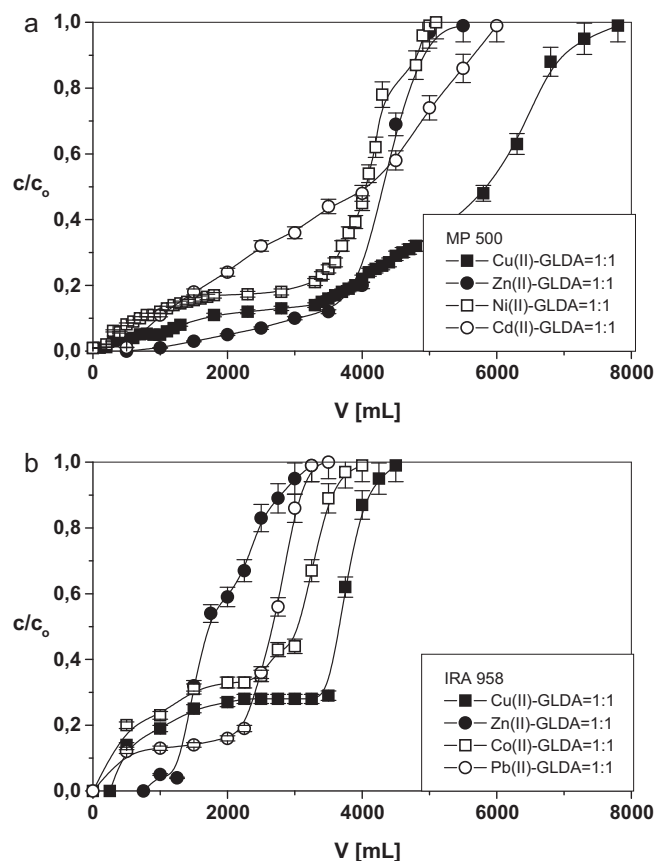 a
1,0
0,8
0,6
0,4
0,2
0,0
c/c₀
0 2000 4000 6000 8000
V [mL]
MP 500
Cu(II)-GLDA=1:1
Zn(II)-GLDA=1:1
Ni(II)-GLDA=1:1
Cd(II)-GLDA=1:1
b
1,0
0,8
0,6
0,4
0,2
0,0
c/c₀
0 2000 4000 6000 8000
V [mL]
IRA 958
Cu(II)-GLDA=1:1
Zn(II)-GLDA=1:1
Co(II)-GLDA=1:1
Pb(II)-GLDA=1:1